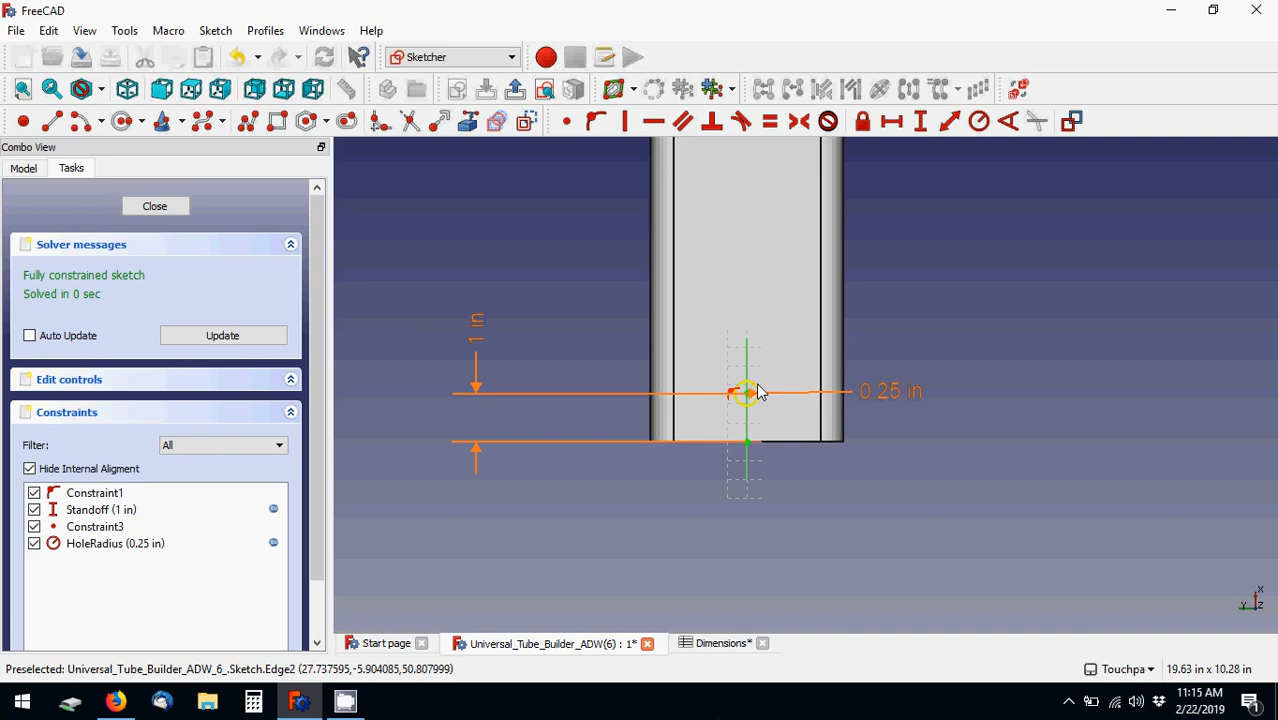 FreeCAD
File Edit View Tools Macro Sketch Profiles Windows Help
Sketcher
Combo View
Model Tasks
Close
Solver messages
Fully constrained sketch
Solved in 0 sec
Auto Update Update
Edit controls
Constraints
Filter: All
Hide Internal Aligment
Constraint1
Standoff (1 in)
Constraint3
HoleRadius (0.25 in)
1 in
0.25 in
X
Y Z
Start page Universal_Tube_Builder_ADW(6) : 1* Dimensions*
Preselected: Universal_Tube_Builder_ADW_6_.Sketch.Edge2 (27.737595,-5.904085,50.807999) Touchpa 19.63 in x 10.28 in
11:15 AM
2/22/2019
1